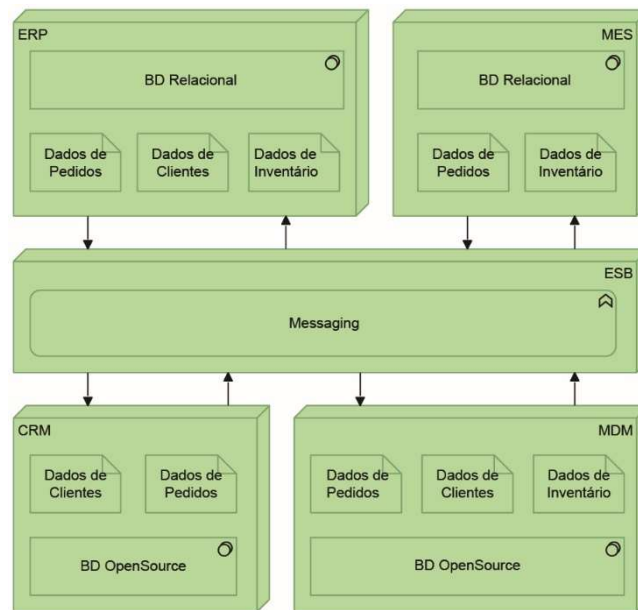 ERP
BD Relacional
Dados de
Pedidos
Dados de
Clientes
Dados de
Inventário
MES
BD Relacional
Dados de
Pedidos
Dados de
Inventário
ESB
Messaging
CRM
Dados de
Clientes
Dados de
Pedidos
BD OpenSource
MDM
Dados de
Pedidos
Dados de
Clientes
Dados de
Inventário
BD OpenSource